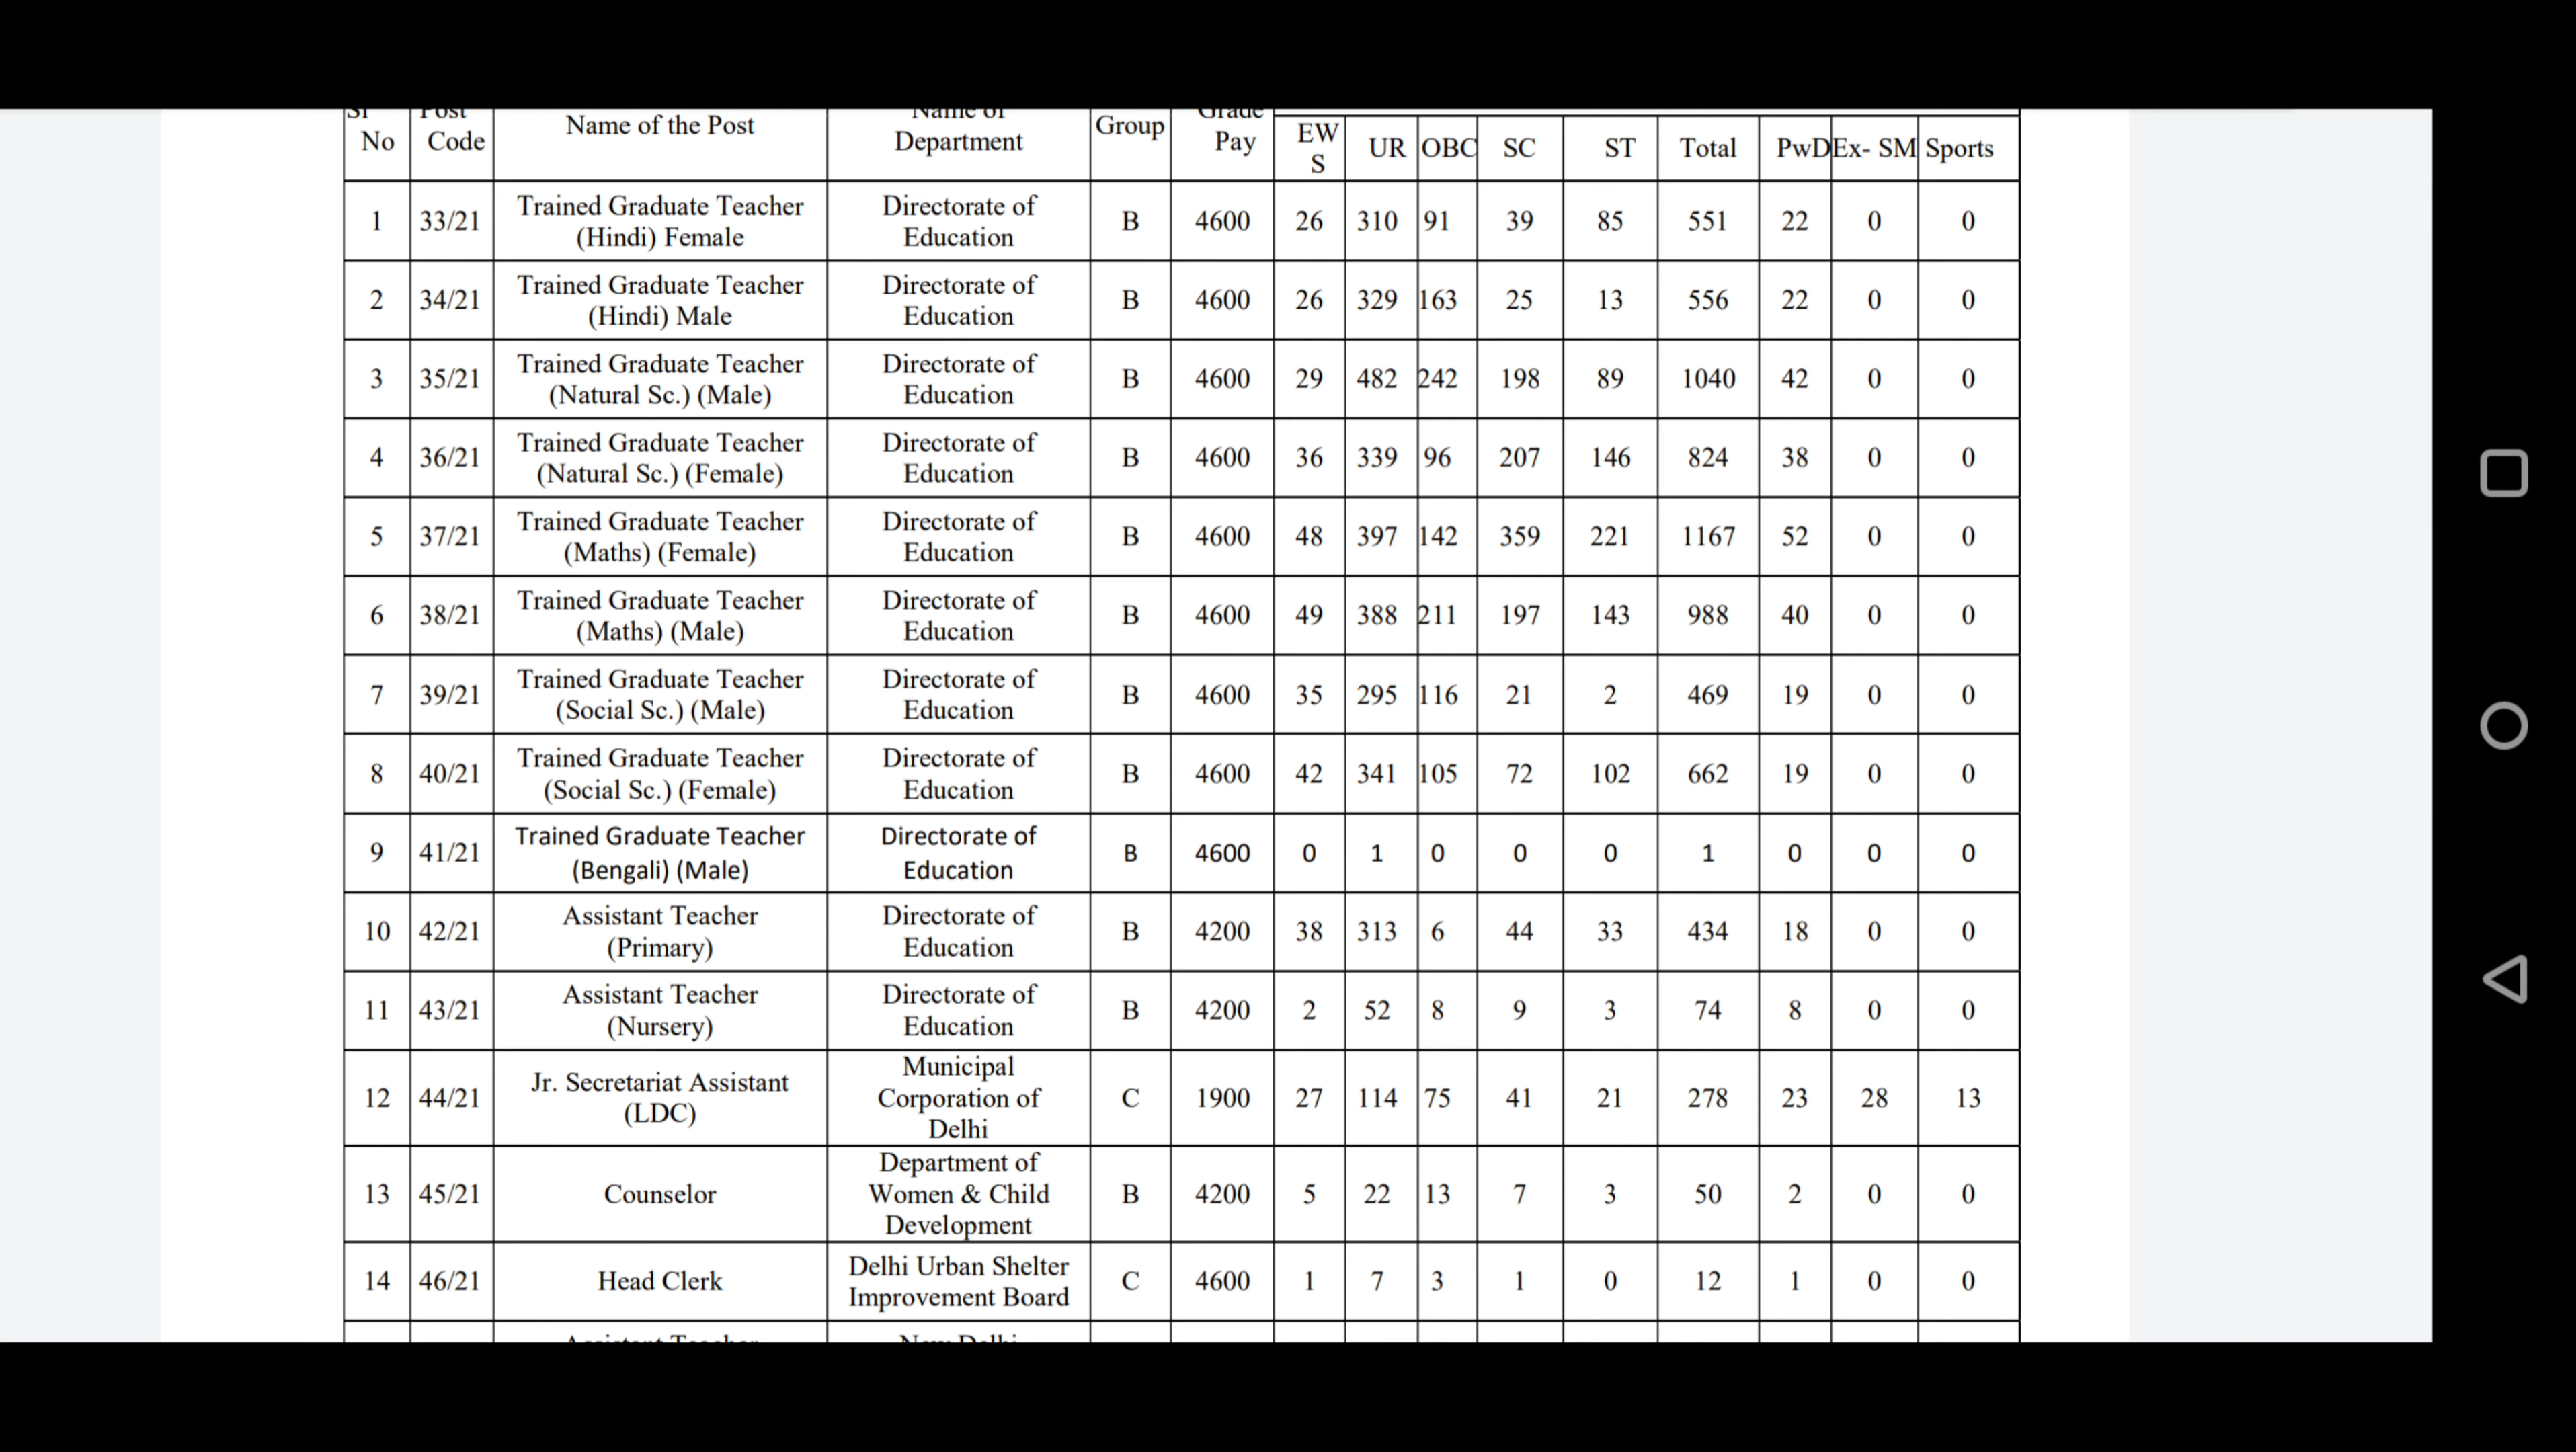 Sl No | Post Code | Name of the Post | Name of Department | Group | Grade Pay | EWS | UR | OBC | SC | ST | Total | PwD | Ex- SM | Sports
1 | 33/21 | Trained Graduate Teacher (Hindi) Female | Directorate of Education | B | 4600 | 26 | 310 | 91 | 39 | 85 | 551 | 22 | 0 | 0
2 | 34/21 | Trained Graduate Teacher (Hindi) Male | Directorate of Education | B | 4600 | 26 | 329 | 163 | 25 | 13 | 556 | 22 | 0 | 0
3 | 35/21 | Trained Graduate Teacher (Natural Sc.) (Male) | Directorate of Education | B | 4600 | 29 | 482 | 242 | 198 | 89 | 1040 | 42 | 0 | 0
4 | 36/21 | Trained Graduate Teacher (Natural Sc.) (Female) | Directorate of Education | B | 4600 | 36 | 339 | 96 | 207 | 146 | 824 | 38 | 0 | 0
5 | 37/21 | Trained Graduate Teacher (Maths) (Female) | Directorate of Education | B | 4600 | 48 | 397 | 142 | 359 | 221 | 1167 | 52 | 0 | 0
6 | 38/21 | Trained Graduate Teacher (Maths) (Male) | Directorate of Education | B | 4600 | 49 | 388 | 211 | 197 | 143 | 988 | 40 | 0 | 0
7 | 39/21 | Trained Graduate Teacher (Social Sc.) (Male) | Directorate of Education | B | 4600 | 35 | 295 | 116 | 21 | 2 | 469 | 19 | 0 | 0
8 | 40/21 | Trained Graduate Teacher (Social Sc.) (Female) | Directorate of Education | B | 4600 | 42 | 341 | 105 | 72 | 102 | 662 | 19 | 0 | 0
9 | 41/21 | Trained Graduate Teacher (Bengali) (Male) | Directorate of Education | B | 4600 | 0 | 1 | 0 | 0 | 0 | 1 | 0 | 0 | 0
10 | 42/21 | Assistant Teacher (Primary) | Directorate of Education | B | 4200 | 38 | 313 | 6 | 44 | 33 | 434 | 18 | 0 | 0
11 | 43/21 | Assistant Teacher (Nursery) | Directorate of Education | B | 4200 | 2 | 52 | 8 | 9 | 3 | 74 | 8 | 0 | 0
12 | 44/21 | Jr. Secretariat Assistant (LDC) | Municipal Corporation of Delhi | C | 1900 | 27 | 114 | 75 | 41 | 21 | 278 | 23 | 28 | 13
13 | 45/21 | Counselor | Department of Women & Child Development | B | 4200 | 5 | 22 | 13 | 7 | 3 | 50 | 2 | 0 | 0
14 | 46/21 | Head Clerk | Delhi Urban Shelter Improvement Board | C | 4600 | 1 | 7 | 3 | 1 | 0 | 12 | 1 | 0 | 0
Assistant Teacher | New Delhi